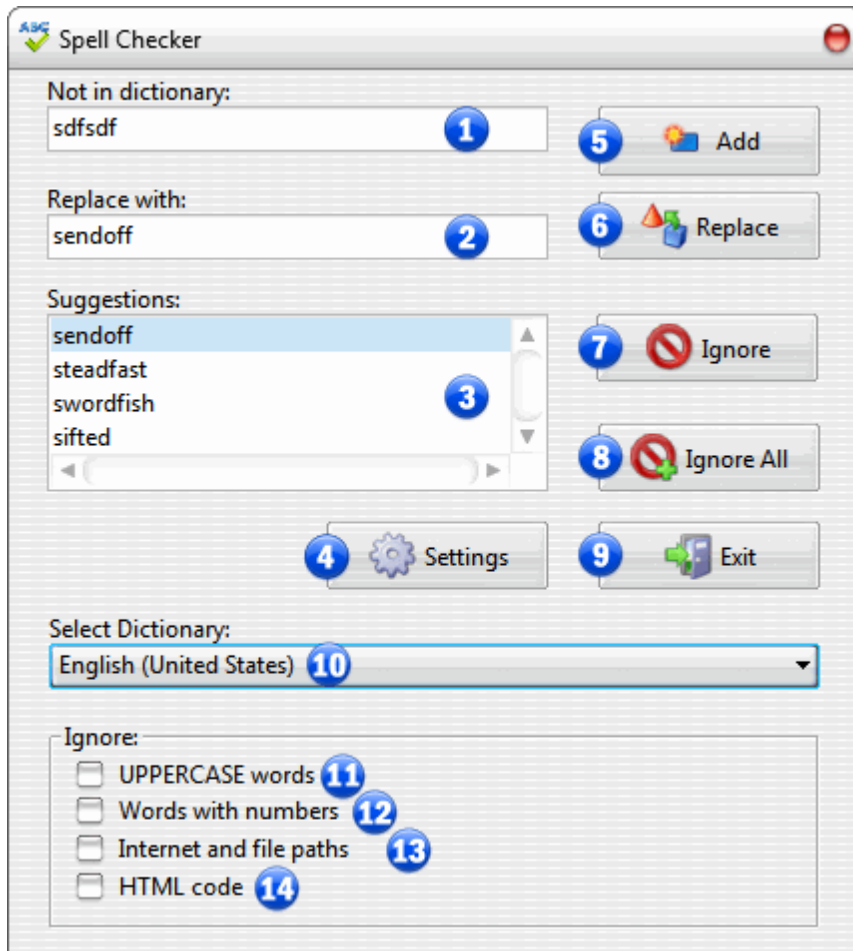 ABC
Spell Checker
Not in dictionary:
sdfsdf 1
5 Add
Replace with:
sendoff 2
6 Replace
Suggestions:
sendoff
steadfast
swordfish
sifted
3
7 Ignore
8 Ignore All
4 Settings
9 Exit
Select Dictionary:
English (United States) 10
Ignore:
UPPERCASE words 11
Words with numbers 12
Internet and file paths 13
HTML code 14